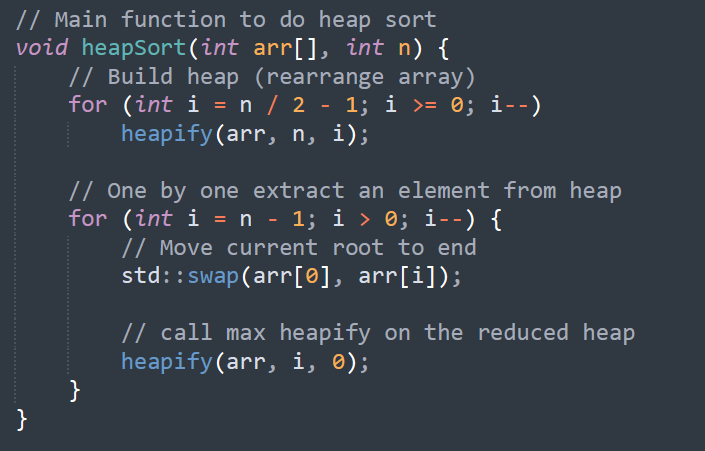 // Main function to do heap sort
void heapSort(int arr[], int n) {
    // Build heap (rearrange array)
    for (int i = n / 2 - 1; i >= 0; i--)
        heapify(arr, n, i);

    // One by one extract an element from heap
    for (int i = n - 1; i > 0; i--) {
        // Move current root to end
        std::swap(arr[0], arr[i]);

        // call max heapify on the reduced heap
        heapify(arr, i, 0);
    }
}